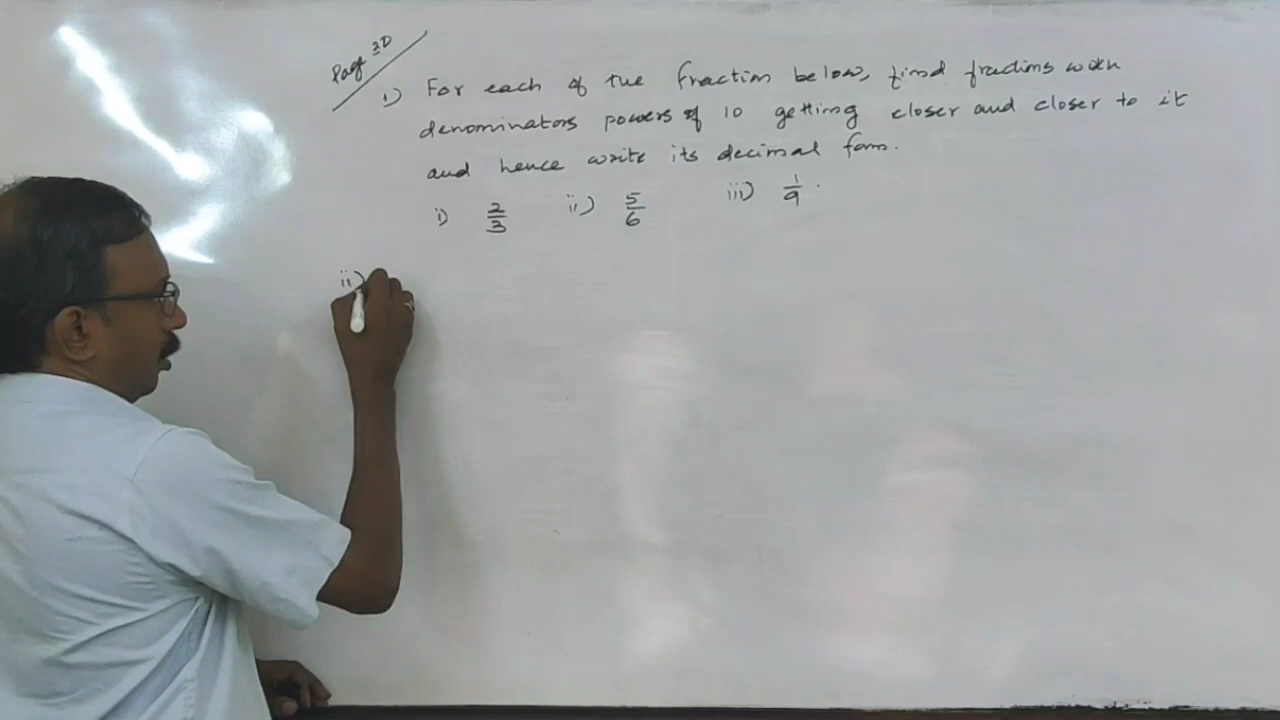 Page 3D
1) For each of the fraction below, find fractions with
denominators powers of 10 getting closer and closer to it
and hence write its decimal form.
i) 2/3 ii) 5/6 iii) 1/9.
ii)